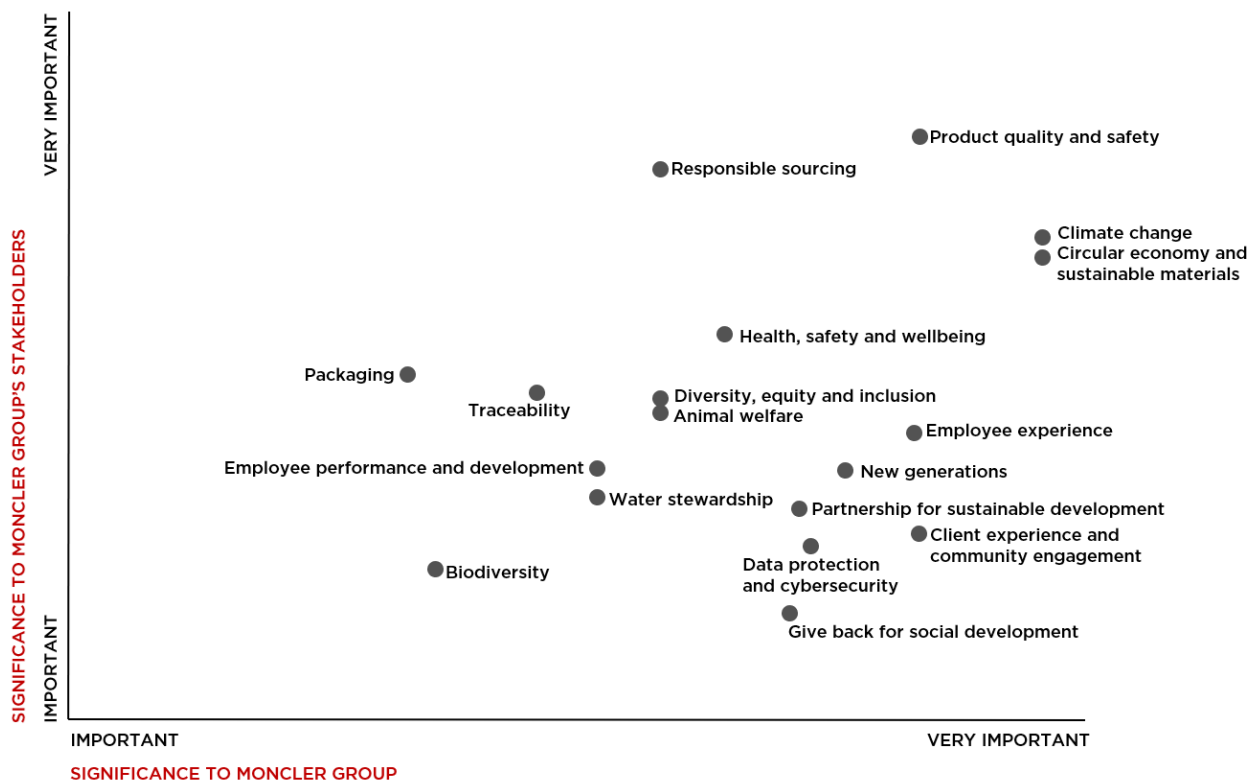 VERY IMPORTANT
SIGNIFICANCE TO MONCLER GROUP'S STAKEHOLDERS
IMPORTANT
Product quality and safety
Responsible sourcing
Climate change
Circular economy and
sustainable materials
Health, safety and wellbeing
Packaging
Traceability
Diversity, equity and inclusion
Animal welfare
Employee experience
Employee performance and development
New generations
Water stewardship
Partnership for sustainable development
Client experience and
community engagement
Data protection
and cybersecurity
Biodiversity
Give back for social development
IMPORTANT
VERY IMPORTANT
SIGNIFICANCE TO MONCLER GROUP